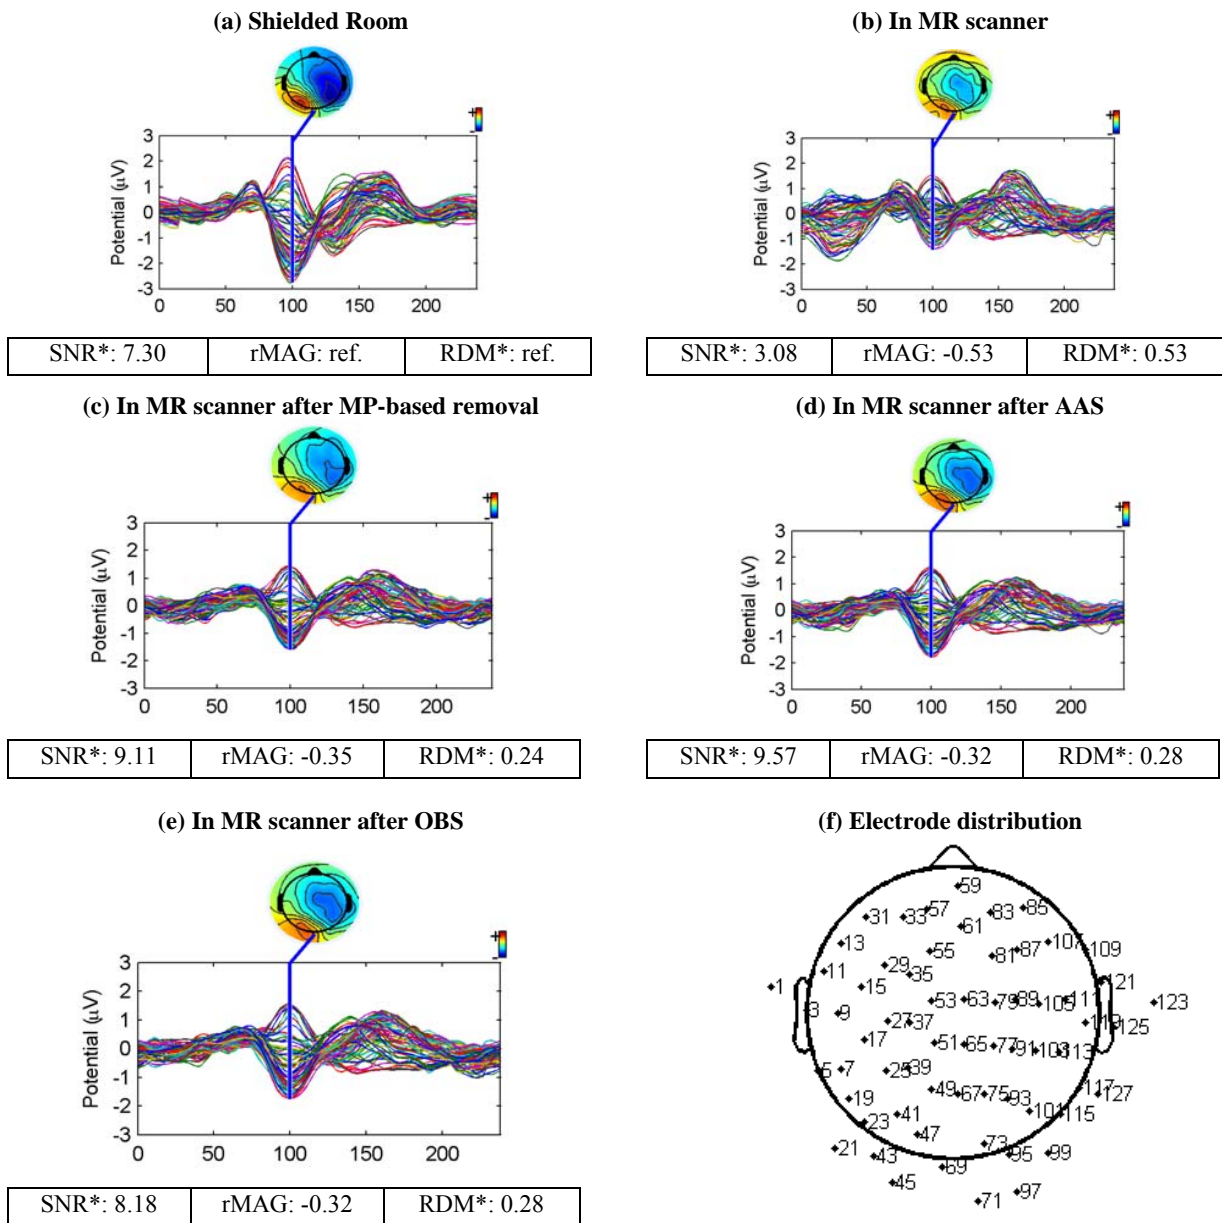 (a) Shielded Room
(b) In MR scanner
+
-
3
2
1
0
-1
-2
-3
Potential (μV)
0 50 100 150 200
+
-
3
2
1
0
-1
-2
-3
Potential (μV)
0 50 100 150 200
SNR*: 7.30 rMAG: ref. RDM*: ref.
SNR*: 3.08 rMAG: -0.53 RDM*: 0.53
(c) In MR scanner after MP-based removal
(d) In MR scanner after AAS
+
-
3
2
1
0
-1
-2
-3
Potential (μV)
0 50 100 150 200
+
-
3
2
1
0
-1
-2
-3
Potential (μV)
0 50 100 150 200
SNR*: 9.11 rMAG: -0.35 RDM*: 0.24
SNR*: 9.57 rMAG: -0.32 RDM*: 0.28
(e) In MR scanner after OBS
(f) Electrode distribution
+
-
3
2
1
0
-1
-2
-3
Potential (μV)
0 50 100 150 200
SNR*: 8.18 rMAG: -0.32 RDM*: 0.28
59
31 33 57 83 85
61
13 55 81 87 107 109
11 29 35
1 15 121
3 9 53 63 79 89 105 111 123
27 37 125
17 51 65 77 91 103 113
5 7 25 39
19 49 67 75 93 117 127
23 41 101 115
47 73
21 43 69 95 99
45 71 97